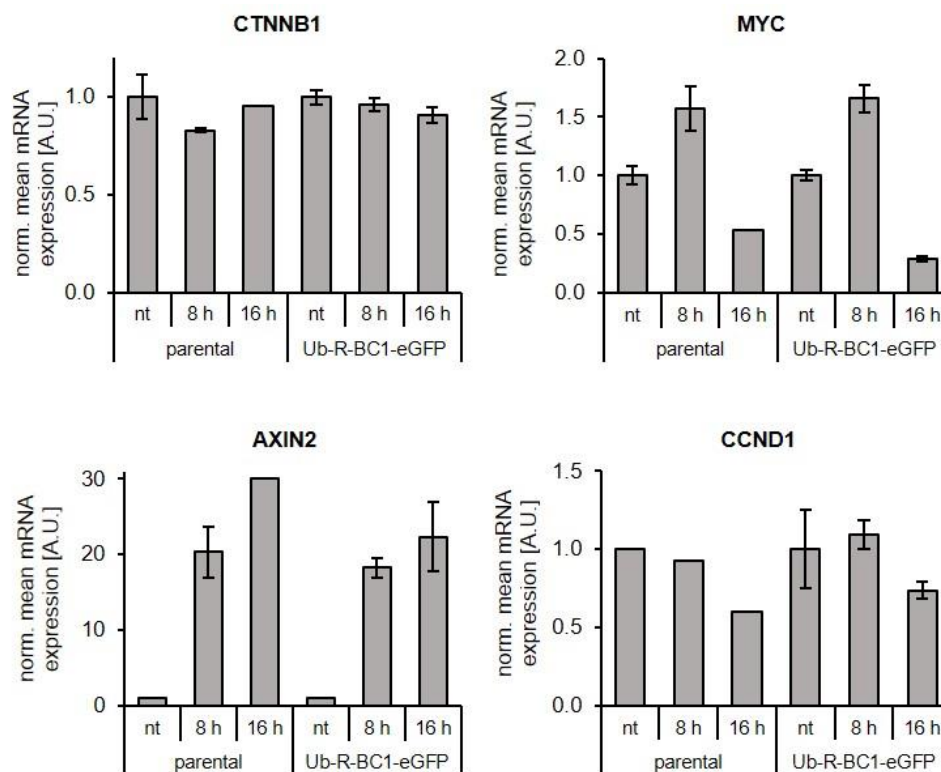 CTNNB1
norm. mean mRNA
expression [A.U.]
1.0
0.5
0.0
nt 8 h 16 h nt 8 h 16 h
parental Ub-R-BC1-eGFP
MYC
norm. mean mRNA
expression [A.U.]
2.0
1.5
1.0
0.5
0.0
nt 8 h 16 h nt 8 h 16 h
parental Ub-R-BC1-eGFP
AXIN2
norm. mean mRNA
expression [A.U.]
30
20
10
0
nt 8 h 16 h nt 8 h 16 h
parental Ub-R-BC1-eGFP
CCND1
norm. mean mRNA
expression [A.U.]
1.5
1.0
0.5
0.0
nt 8 h 16 h nt 8 h 16 h
parental Ub-R-BC1-eGFP